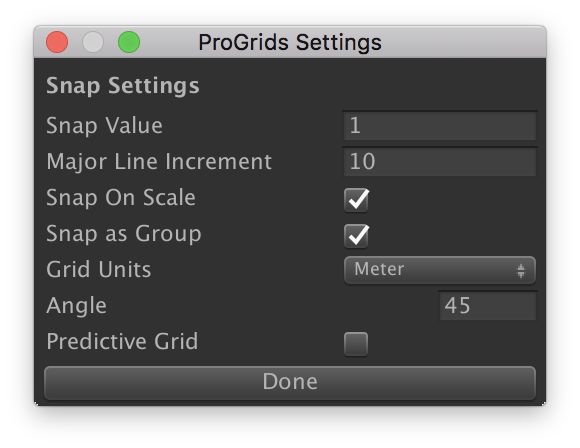 ProGrids Settings
Snap Settings
Snap Value 1
Major Line Increment 10
Snap On Scale
Snap as Group
Grid Units Meter
Angle 45
Predictive Grid
Done